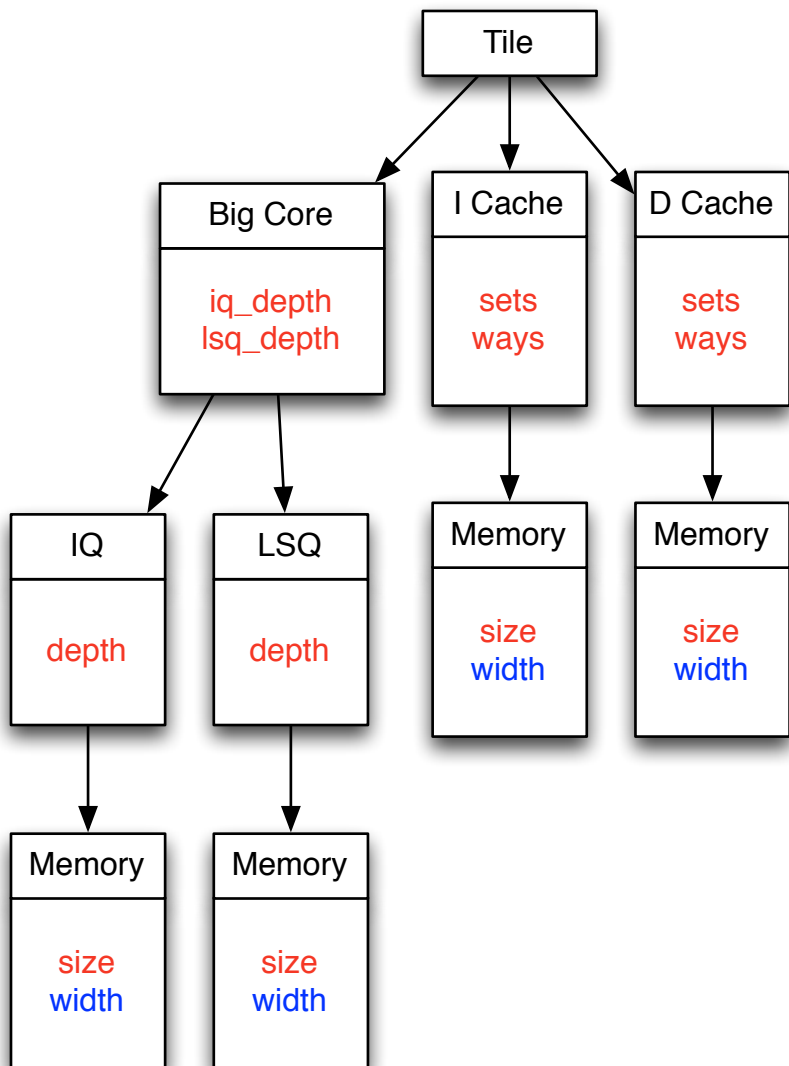 Tile
Big Core
iq_depth
lsq_depth
I Cache
sets
ways
D Cache
sets
ways
IQ
depth
LSQ
depth
Memory
size
width
Memory
size
width
Memory
size
width
Memory
size
width